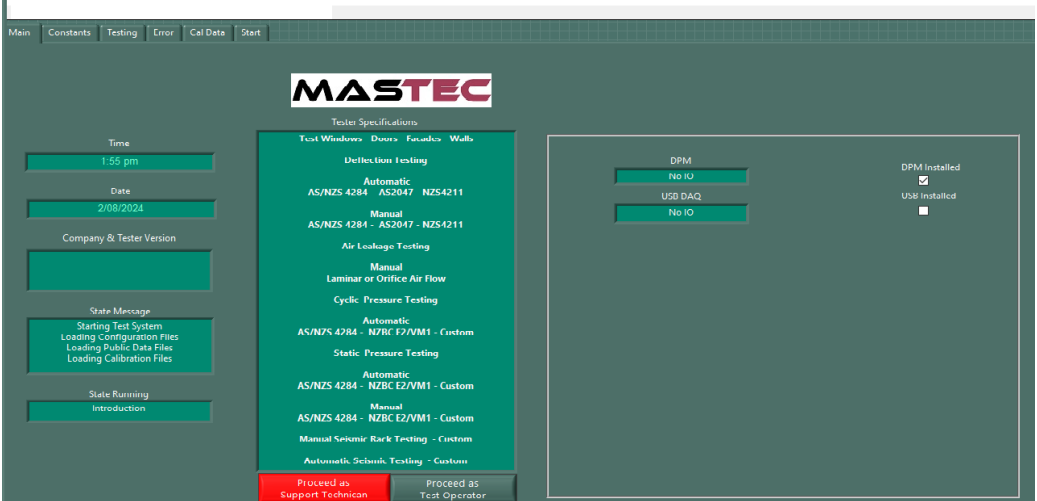 Main Constants Testing Error Cal Data Start
MASTEC
Tester Specifications
Test Windows Doors Facades Walls
Deflection Testing
Automatic
AS/NZS 4284 AS2047 NZS4211
Manual
AS/NZS 4284 - AS2047 - NZS4211
Air Leakage Testing
Manual
Laminar or Orifice Air Flow
Cyclic Pressure Testing
Automatic
AS/NZS 4284 - NZBC E2/VM1 - Custom
Static Pressure Testing
Automatic
AS/NZS 4284 - NZBC E2/VM1 - Custom
Manual
AS/NZS 4284 - NZBC E2/VM1 - Custom
Manual Seismic Rack Testing - Custom
Automatic Seismic Testing - Custom
Proceed as
Support Technican
Proceed as
Test Operator
Time
1:55 pm
Date
2/08/2024
Company & Tester Version
State Message
Starting Test System
Loading Configuration Files
Loading Public Data Files
Loading Calibration Files
State Running
Introduction
DPM
No IO
USB DAQ
No IO
DPM Installed
USB Installed